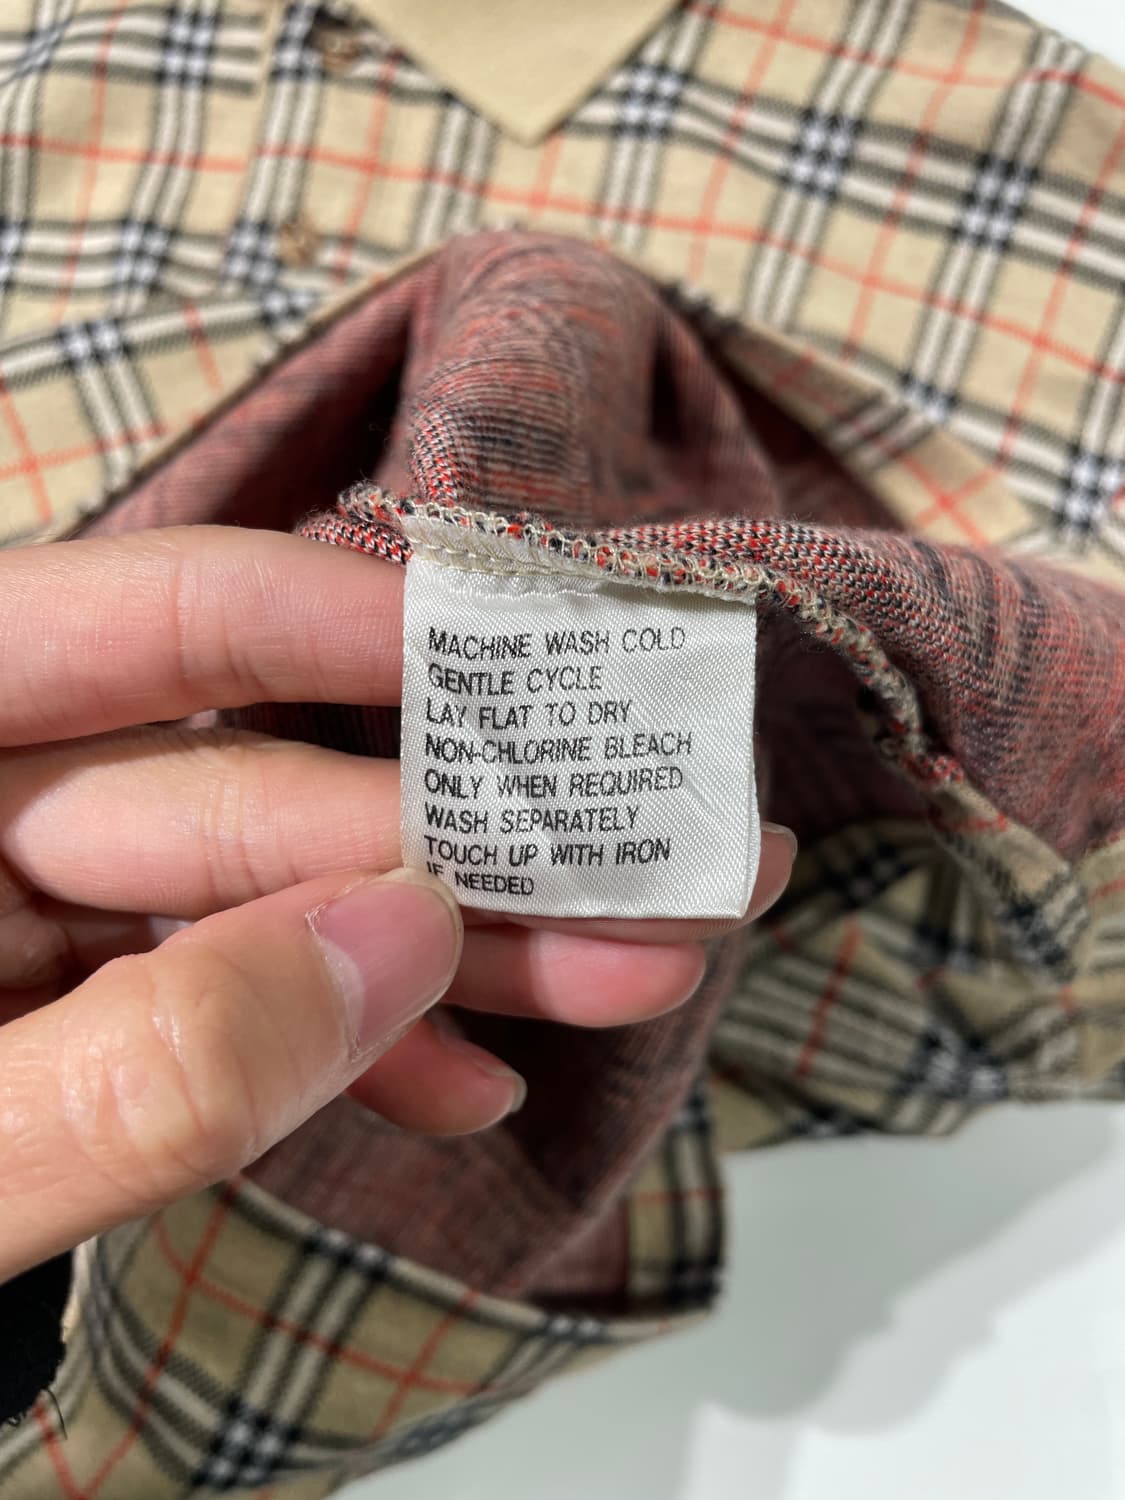 MACHINE WASH COLD
GENTLE CYCLE
LAY FLAT TO DRY
NON-CHLORINE BLEACH
ONLY WHEN REQUIRED
WASH SEPARATELY
TOUCH UP WITH IRON
IF NEEDED